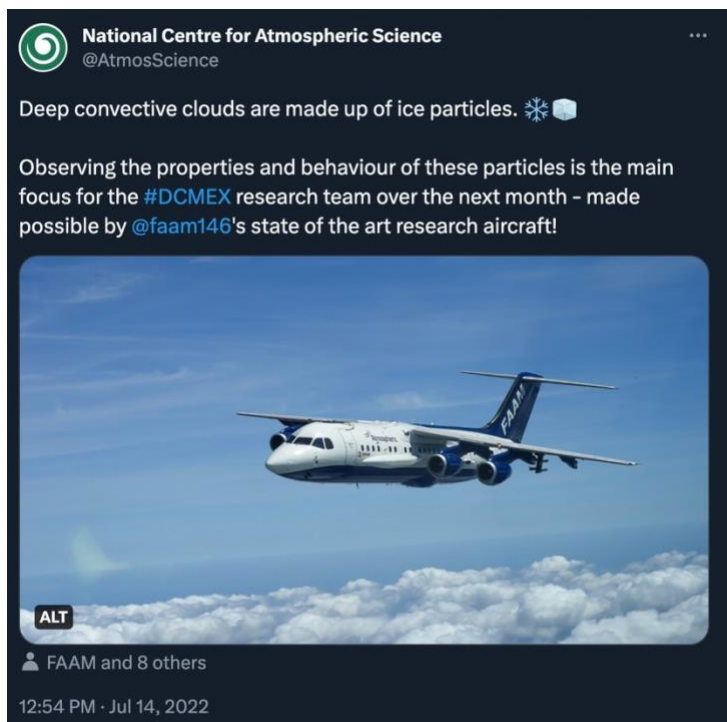 National Centre for Atmospheric Science
@AtmosScience
Deep convective clouds are made up of ice particles. ❄️🧊
Observing the properties and behaviour of these particles is the main
focus for the #DCMEX research team over the next month – made
possible by @faam146's state of the art research aircraft!
FAAM
ALT
FAAM and 8 others
12:54 PM · Jul 14, 2022